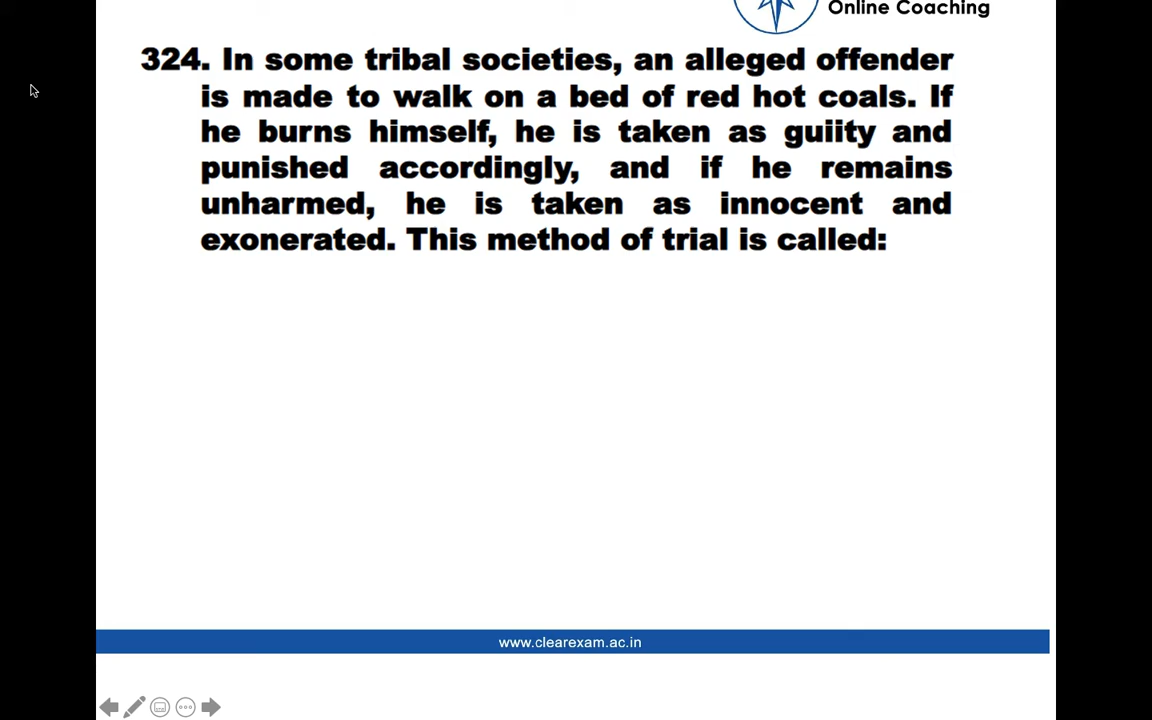 Online Coaching
324. In some tribal societies, an alleged offender
is made to walk on a bed of red hot coals. If
he burns himself, he is taken as guiity and
punished accordingly, and if he remains
unharmed, he is taken as innocent and
exonerated. This method of trial is called:
www.clearexam.ac.in